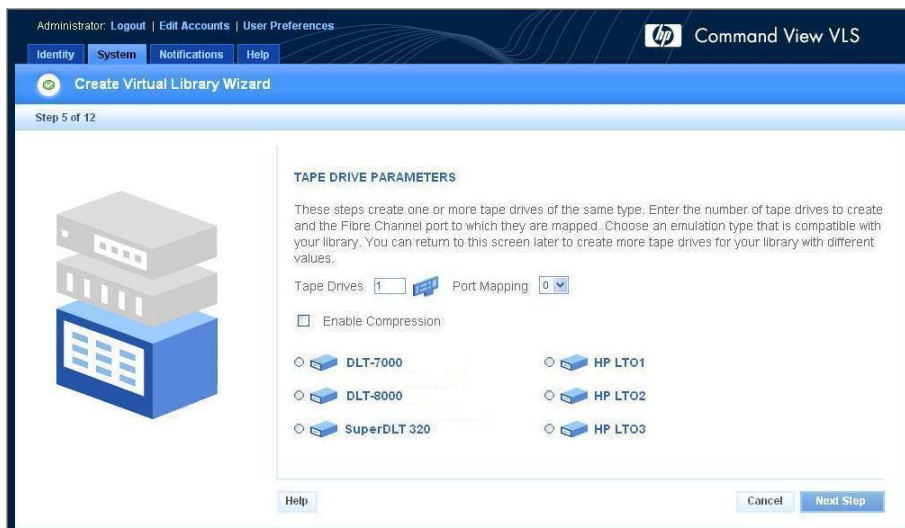 Administrator: Logout | Edit Accounts | User Preferences
hp Command View VLS
Identity System Notifications Help
Create Virtual Library Wizard
Step 5 of 12
TAPE DRIVE PARAMETERS
These steps create one or more tape drives of the same type. Enter the number of tape drives to create
and the Fibre Channel port to which they are mapped. Choose an emulation type that is compatible with
your library. You can return to this screen later to create more tape drives for your library with different
values.
Tape Drives 1 Port Mapping 0
Enable Compression
DLT-7000 HP LTO1
DLT-8000 HP LTO2
SuperDLT 320 HP LTO3
Help Cancel Next Step